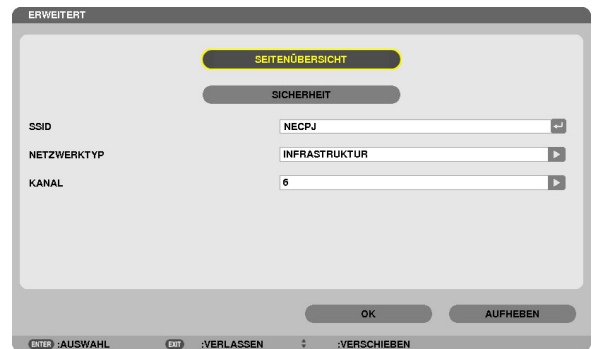 ERWEITERT
SEITENÜBERSICHT
SICHERHEIT
SSID NECPJ
NETZWERKTYP INFRASTRUKTUR
KANAL 6
OK AUFHEBEN
ENTER :AUSWAHL EXIT :VERLASSEN :VERSCHIEBEN